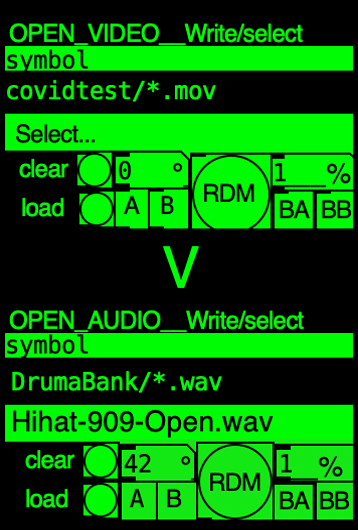 OPEN_VIDEO__Write/select
symbol
covidtest/*.mov
Select...
clear 0 ° RDM 1 %
load A B BA BB
V
OPEN_AUDIO__Write/select
symbol
DrumaBank/*.wav
Hihat-909-Open.wav
clear 42 ° RDM 1 %
load A B BA BB